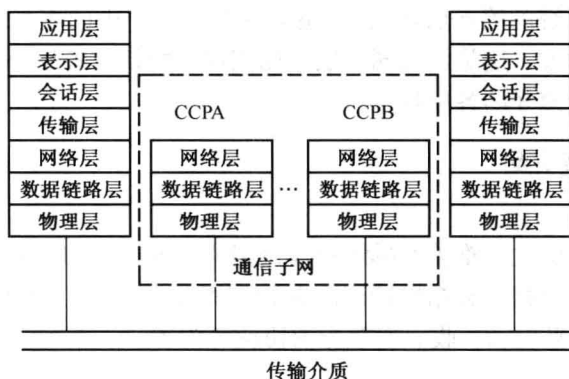 应用层
表示层
会话层
传输层
网络层
数据链路层
物理层
CCPA
网络层
数据链路层
物理层
...
CCPB
网络层
数据链路层
物理层
通信子网
应用层
表示层
会话层
传输层
网络层
数据链路层
物理层
传输介质